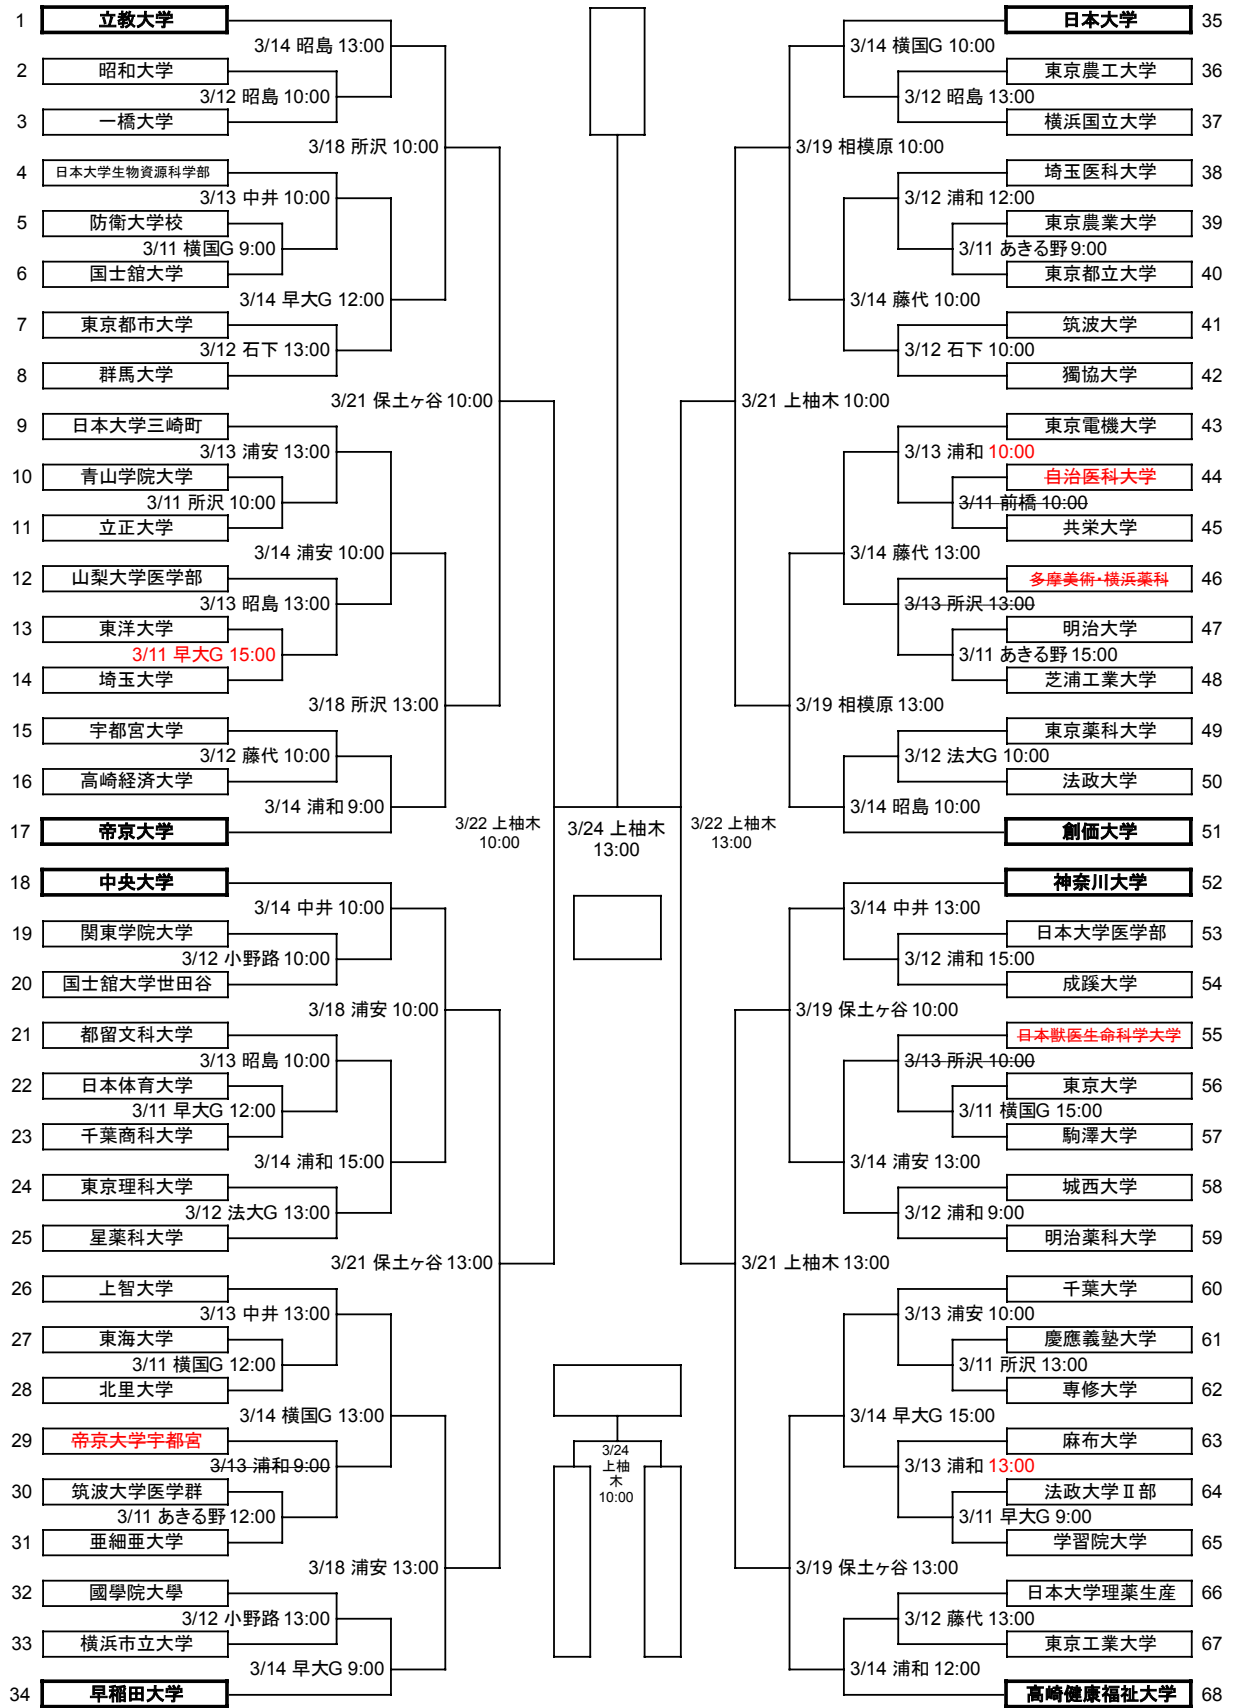 1 立教大学
3/14 昭島 13:00
2 昭和大学
3/12 昭島 10:00
3 一橋大学
3/18 所沢 10:00
4 日本大学生物資源科学部
3/13 中井 10:00
5 防衛大学校
3/11 横国G 9:00
6 国士舘大学
3/14 早大G 12:00
7 東京都市大学
3/12 石下 13:00
8 群馬大学
3/21 保土ヶ谷 10:00
9 日本大学三崎町
3/13 浦安 13:00
10 青山学院大学
3/11 所沢 10:00
11 立正大学
3/14 浦安 10:00
12 山梨大学医学部
3/13 昭島 13:00
13 東洋大学
3/11 早大G 15:00
14 埼玉大学
3/18 所沢 13:00
15 宇都宮大学
3/12 藤代 10:00
16 高崎経済大学
3/14 浦和 9:00
17 帝京大学
3/22 上柚木
10:00
18 中央大学
3/14 中井 10:00
19 関東学院大学
3/12 小野路 10:00
20 国士舘大学世田谷
3/18 浦安 10:00
21 都留文科大学
3/13 昭島 10:00
22 日本体育大学
3/11 早大G 12:00
23 千葉商科大学
3/14 浦和 15:00
24 東京理科大学
3/12 法大G 13:00
25 星薬科大学
3/21 保土ヶ谷 13:00
26 上智大学
3/13 中井 13:00
27 東海大学
3/11 横国G 12:00
28 北里大学
3/14 横国G 13:00
29 帝京大学宇都宮
3/13 浦和 9:00
30 筑波大学医学群
3/11 あきる野 12:00
31 亜細亜大学
3/18 浦安 13:00
32 國學院大學
3/12 小野路 13:00
33 横浜市立大学
3/14 早大G 9:00
34 早稲田大学
3/24 上柚木
13:00
3/24
上柚
木
10:00
日本大学 35
3/14 横国G 10:00
東京農工大学 36
3/12 昭島 13:00
横浜国立大学 37
3/19 相模原 10:00
埼玉医科大学 38
3/12 浦和 12:00
東京農業大学 39
3/11 あきる野 9:00
東京都立大学 40
3/14 藤代 10:00
筑波大学 41
3/12 石下 10:00
獨協大学 42
3/21 上柚木 10:00
東京電機大学 43
3/13 浦和 10:00
自治医科大学 44
3/11 前橋 10:00
共栄大学 45
3/14 藤代 13:00
多摩美術・横浜薬科 46
3/13 所沢 13:00
明治大学 47
3/11 あきる野 15:00
芝浦工業大学 48
3/19 相模原 13:00
東京薬科大学 49
3/12 法大G 10:00
法政大学 50
3/14 昭島 10:00
創価大学 51
3/22 上柚木
13:00
神奈川大学 52
3/14 中井 13:00
日本大学医学部 53
3/12 浦和 15:00
成蹊大学 54
3/19 保土ヶ谷 10:00
日本獣医生命科学大学 55
3/13 所沢 10:00
東京大学 56
3/11 横国G 15:00
駒澤大学 57
3/14 浦安 13:00
城西大学 58
3/12 浦和 9:00
明治薬科大学 59
3/21 上柚木 13:00
千葉大学 60
3/13 浦安 10:00
慶應義塾大学 61
3/11 所沢 13:00
専修大学 62
3/14 早大G 15:00
麻布大学 63
3/13 浦和 13:00
法政大学Ⅱ部 64
3/11 早大G 9:00
学習院大学 65
3/19 保土ヶ谷 13:00
日本大学理薬生産 66
3/12 藤代 13:00
東京工業大学 67
3/14 浦和 12:00
高崎健康福祉大学 68